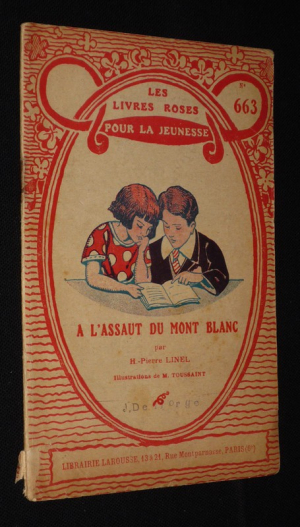 LES
LIVRES ROSES
POUR LA JEUNESSE
N°
663
A L'ASSAUT DU MONT BLANC
par
H.-Pierre LINEL
Illustrations de M. TOUSSAINT
LIBRAIRIE LAROUSSE, 13 à 21, Rue Montparnasse, PARIS (6e)